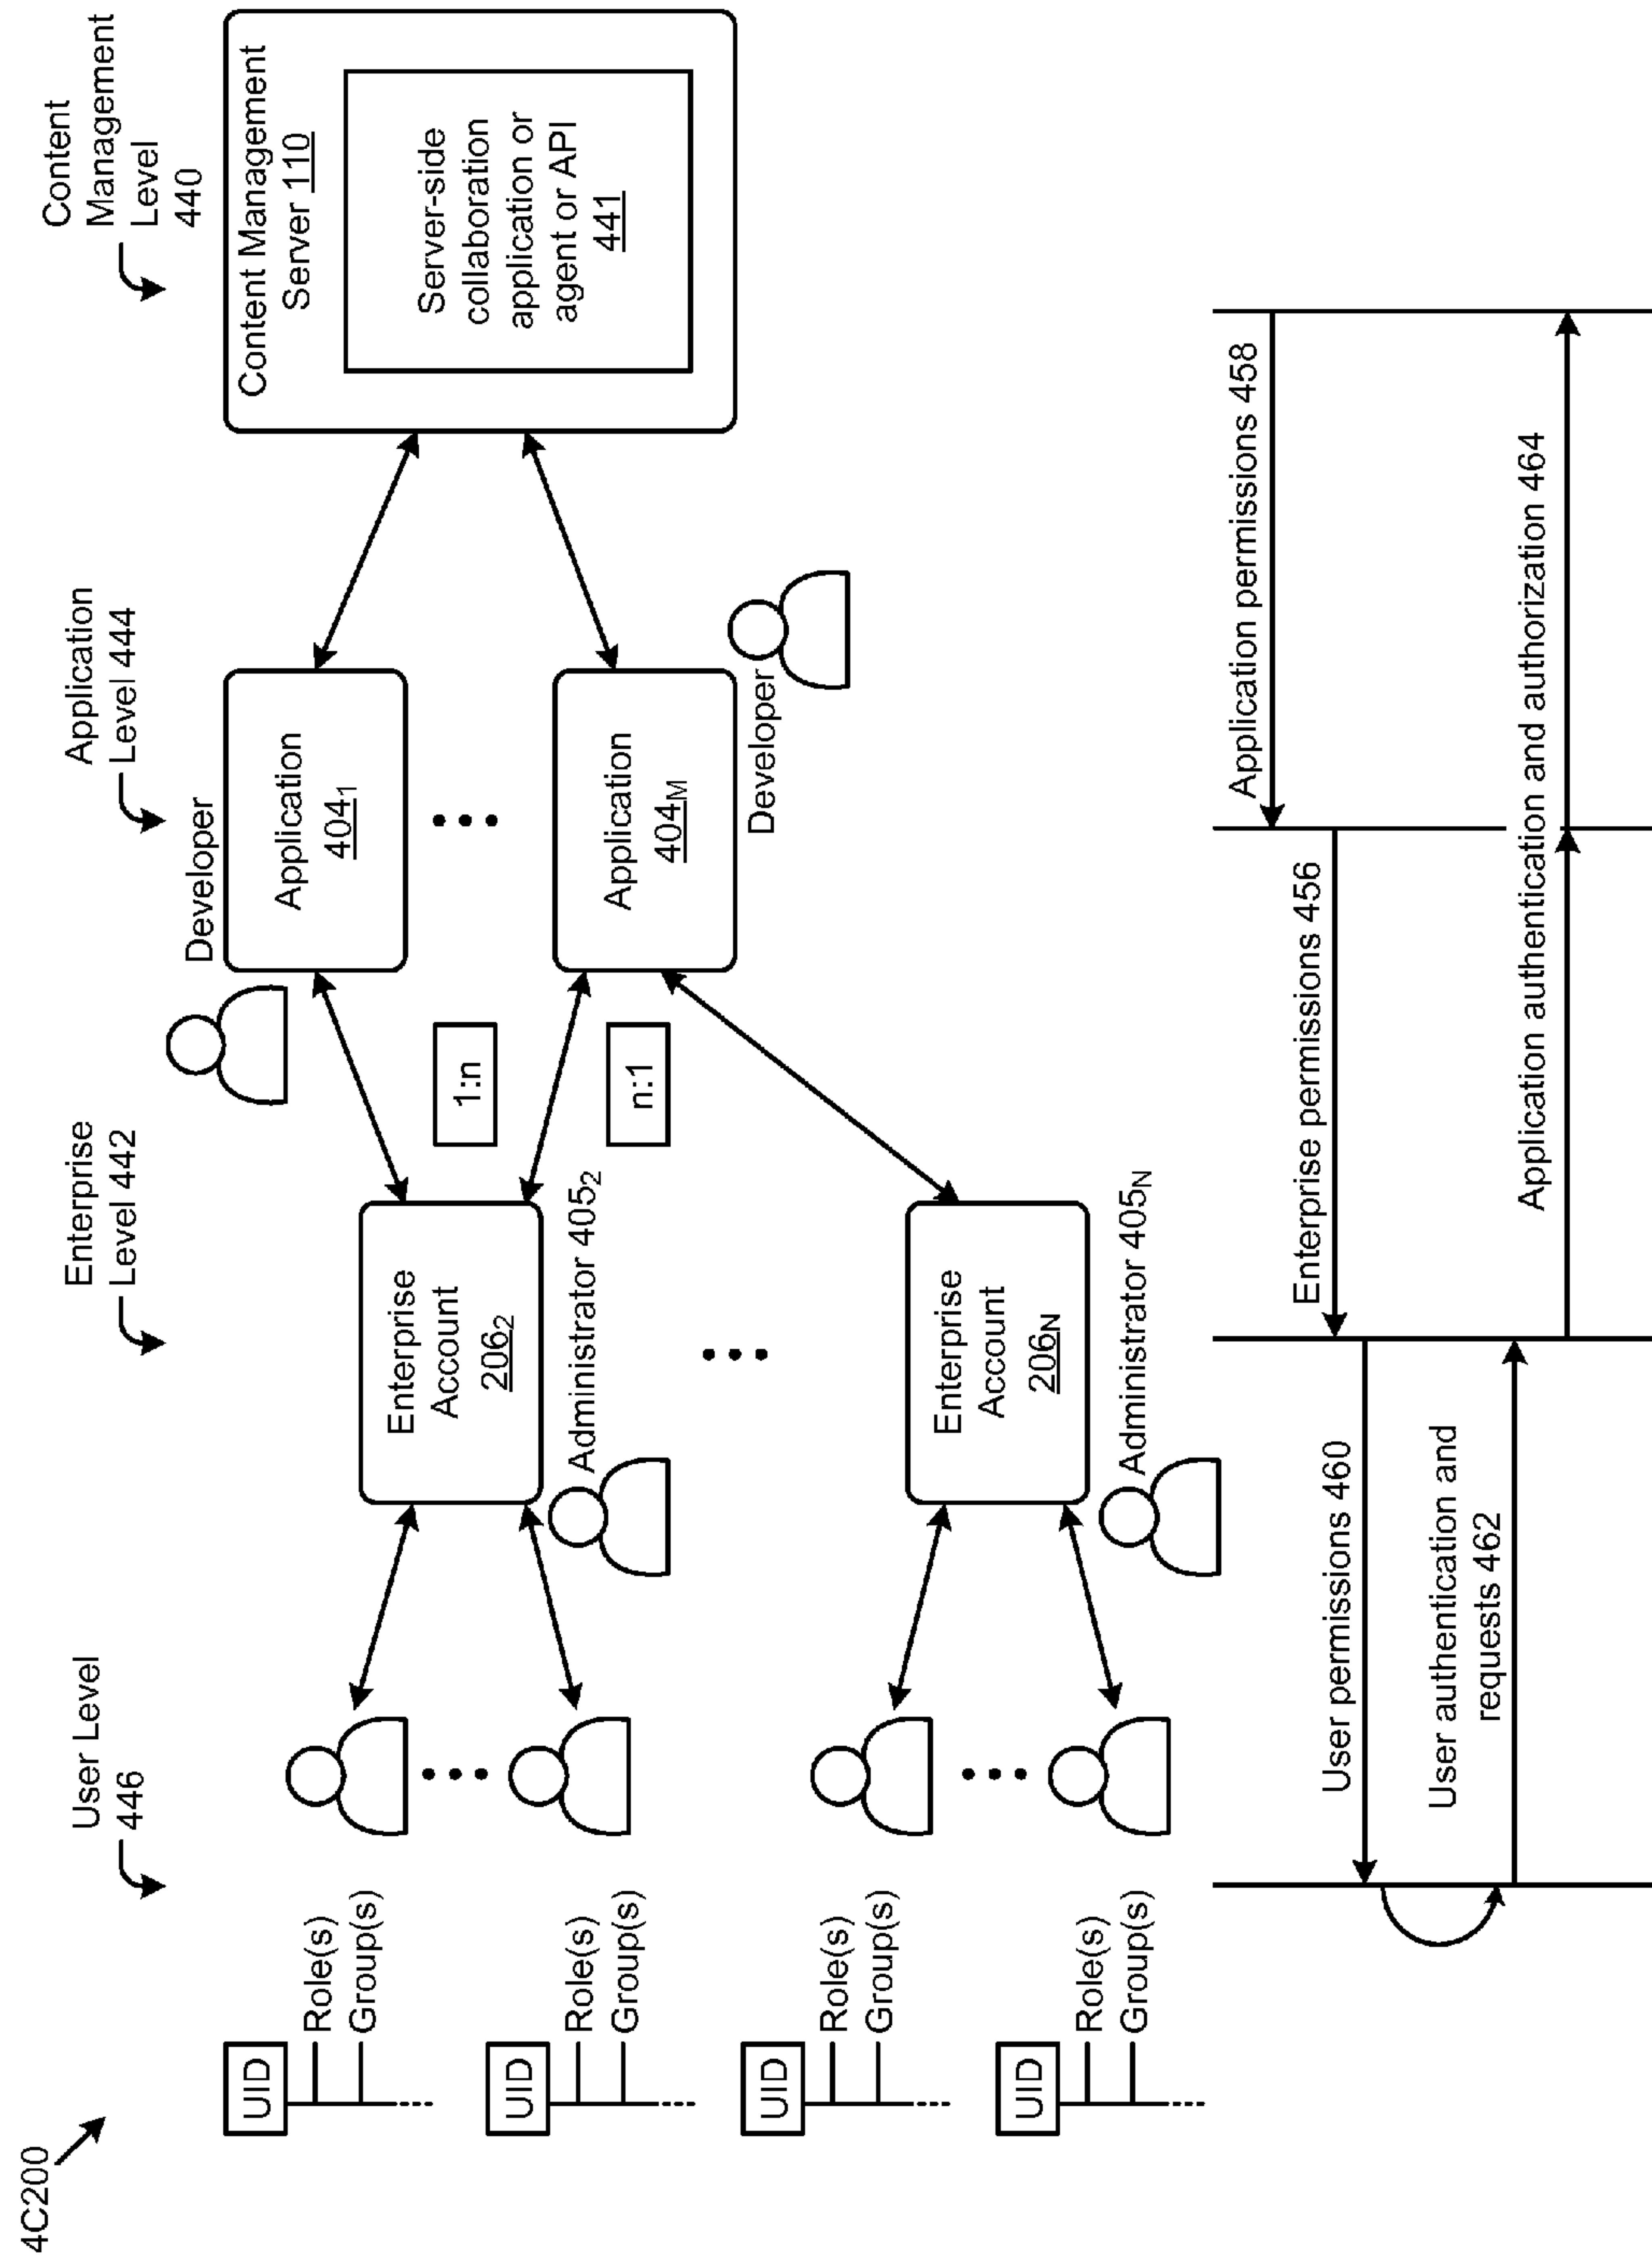 4C200
User Level
446
Enterprise
Level 442
Application
Level 444
Content
Management
Level
440
UID
Role(s)
Group(s)
UID
Role(s)
Group(s)
UID
Role(s)
Group(s)
UID
Role(s)
Group(s)
Enterprise
Account
206₂
Administrator 405₂
Enterprise
Account
206N
Administrator 405N
1:n
n:1
Developer
Application
404₁
Application
404M
Developer
Content Management
Server 110
Server-side
collaboration
application or
agent or API
441
Application permissions 458
Enterprise permissions 456
User permissions 460
User authentication and
requests 462
Application authentication and authorization 464